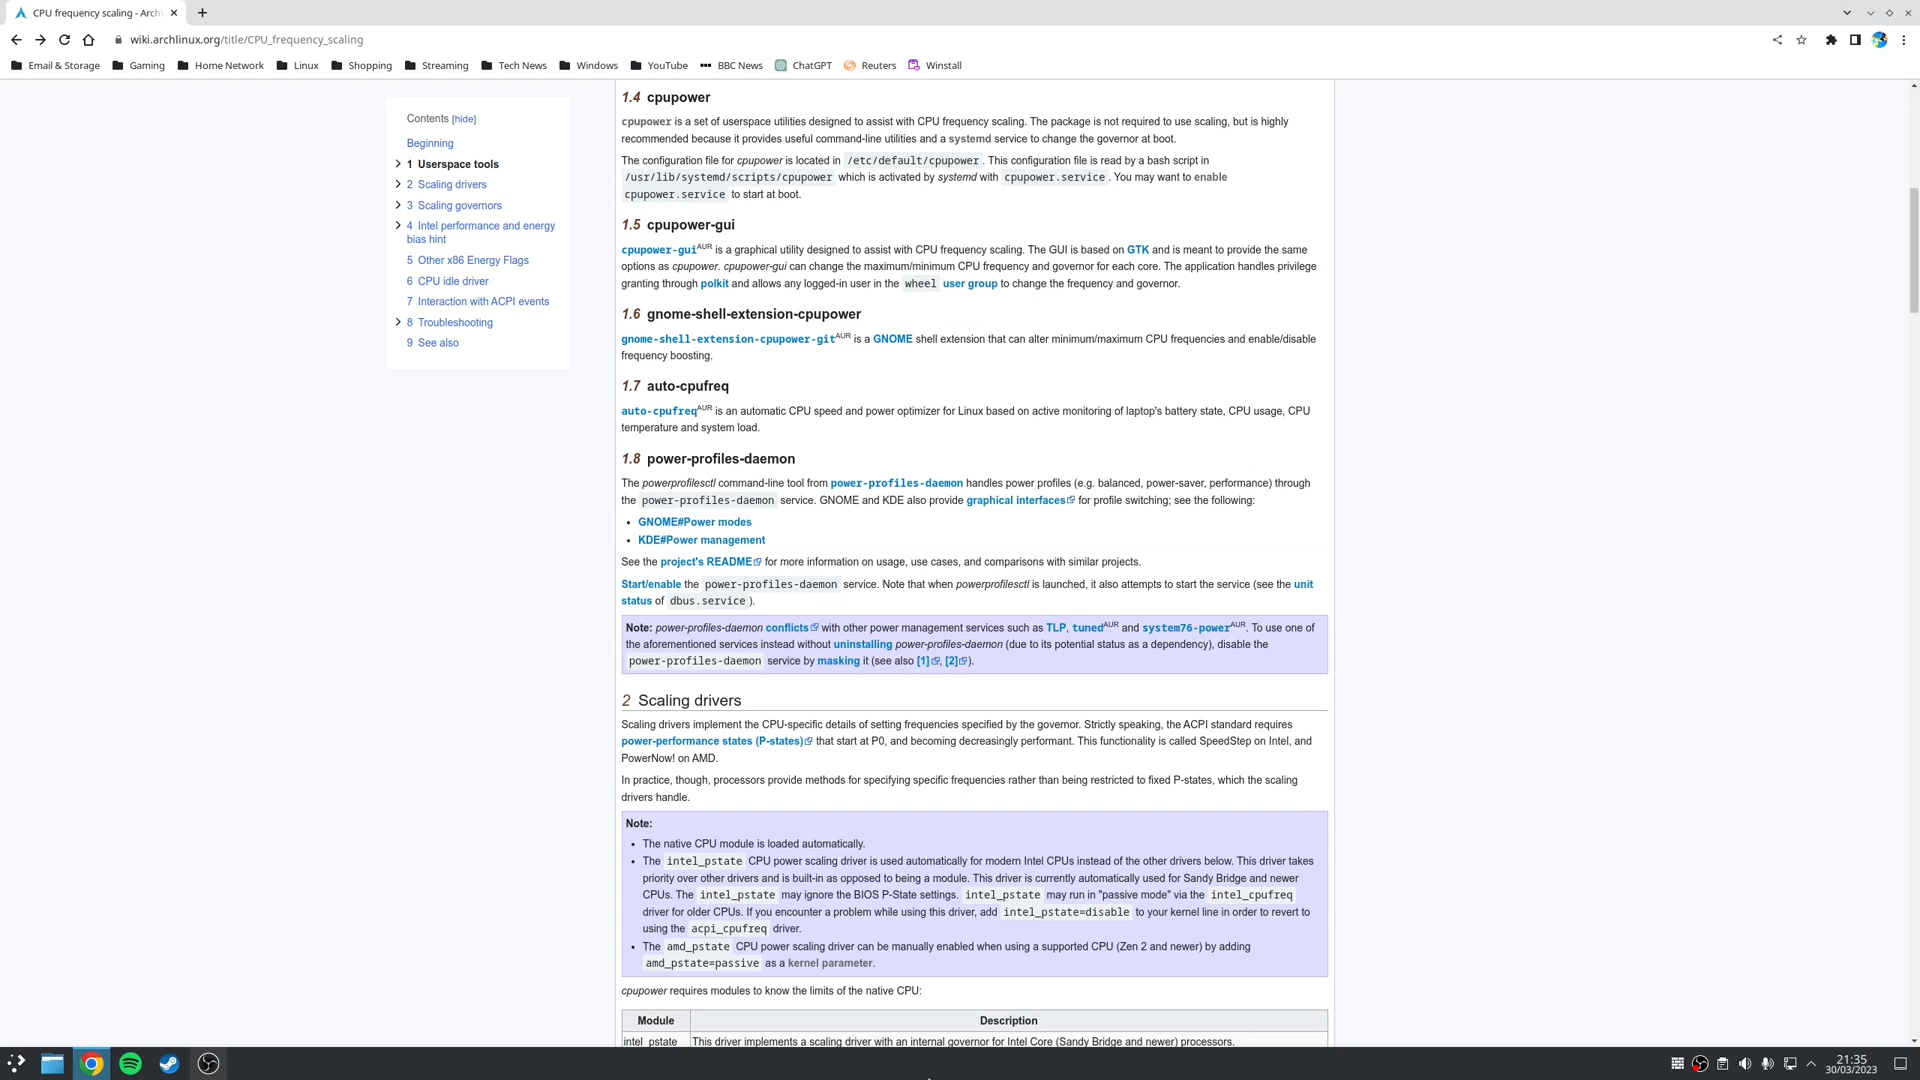 CPU frequency scaling - Arch
wiki.archlinux.org/title/CPU_frequency_scaling
Email & Storage Gaming Home Network Linux Shopping Streaming Tech News Windows YouTube BBC News ChatGPT Reuters Winstall
Contents [hide]
Beginning
1 Userspace tools
2 Scaling drivers
3 Scaling governors
4 Intel performance and energy
bias hint
5 Other x86 Energy Flags
6 CPU idle driver
7 Interaction with ACPI events
8 Troubleshooting
9 See also
1.4 cpupower
cpupower is a set of userspace utilities designed to assist with CPU frequency scaling. The package is not required to use scaling, but is highly
recommended because it provides useful command-line utilities and a systemd service to change the governor at boot.
The configuration file for cpupower is located in /etc/default/cpupower. This configuration file is read by a bash script in
/usr/lib/systemd/scripts/cpupower which is activated by systemd with cpupower.service. You may want to enable
cpupower.service to start at boot.
1.5 cpupower-gui
cpupower-guiAUR is a graphical utility designed to assist with CPU frequency scaling. The GUI is based on GTK and is meant to provide the same
options as cpupower. cpupower-gui can change the maximum/minimum CPU frequency and governor for each core. The application handles privilege
granting through polkit and allows any logged-in user in the wheel user group to change the frequency and governor.
1.6 gnome-shell-extension-cpupower
gnome-shell-extension-cpupower-gitAUR is a GNOME shell extension that can alter minimum/maximum CPU frequencies and enable/disable
frequency boosting.
1.7 auto-cpufreq
auto-cpufreqAUR is an automatic CPU speed and power optimizer for Linux based on active monitoring of laptop's battery state, CPU usage, CPU
temperature and system load.
1.8 power-profiles-daemon
The powerprofilesctl command-line tool from power-profiles-daemon handles power profiles (e.g. balanced, power-saver, performance) through
the power-profiles-daemon service. GNOME and KDE also provide graphical interfaces for profile switching; see the following:
• GNOME#Power modes
• KDE#Power management
See the project's README for more information on usage, use cases, and comparisons with similar projects.
Start/enable the power-profiles-daemon service. Note that when powerprofilesctl is launched, it also attempts to start the service (see the unit
status of dbus.service).
Note: power-profiles-daemon conflicts with other power management services such as TLP, tunedAUR and system76-powerAUR. To use one of
the aforementioned services instead without uninstalling power-profiles-daemon (due to its potential status as a dependency), disable the
power-profiles-daemon service by masking it (see also [1], [2]).
2 Scaling drivers
Scaling drivers implement the CPU-specific details of setting frequencies specified by the governor. Strictly speaking, the ACPI standard requires
power-performance states (P-states) that start at P0, and becoming decreasingly performant. This functionality is called SpeedStep on Intel, and
PowerNow! on AMD.
In practice, though, processors provide methods for specifying specific frequencies rather than being restricted to fixed P-states, which the scaling
drivers handle.
Note:
• The native CPU module is loaded automatically.
• The intel_pstate CPU power scaling driver is used automatically for modern Intel CPUs instead of the other drivers below. This driver takes
priority over other drivers and is built-in as opposed to being a module. This driver is currently automatically used for Sandy Bridge and newer
CPUs. The intel_pstate may ignore the BIOS P-State settings. intel_pstate may run in "passive mode" via the intel_cpufreq
driver for older CPUs. If you encounter a problem while using this driver, add intel_pstate=disable to your kernel line in order to revert to
using the acpi_cpufreq driver.
• The amd_pstate CPU power scaling driver can be manually enabled when using a supported CPU (Zen 2 and newer) by adding
amd_pstate=passive as a kernel parameter.
cpupower requires modules to know the limits of the native CPU:
Module Description
intel_pstate This driver implements a scaling driver with an internal governor for Intel Core (Sandy Bridge and newer) processors.
21:35
30/03/2023